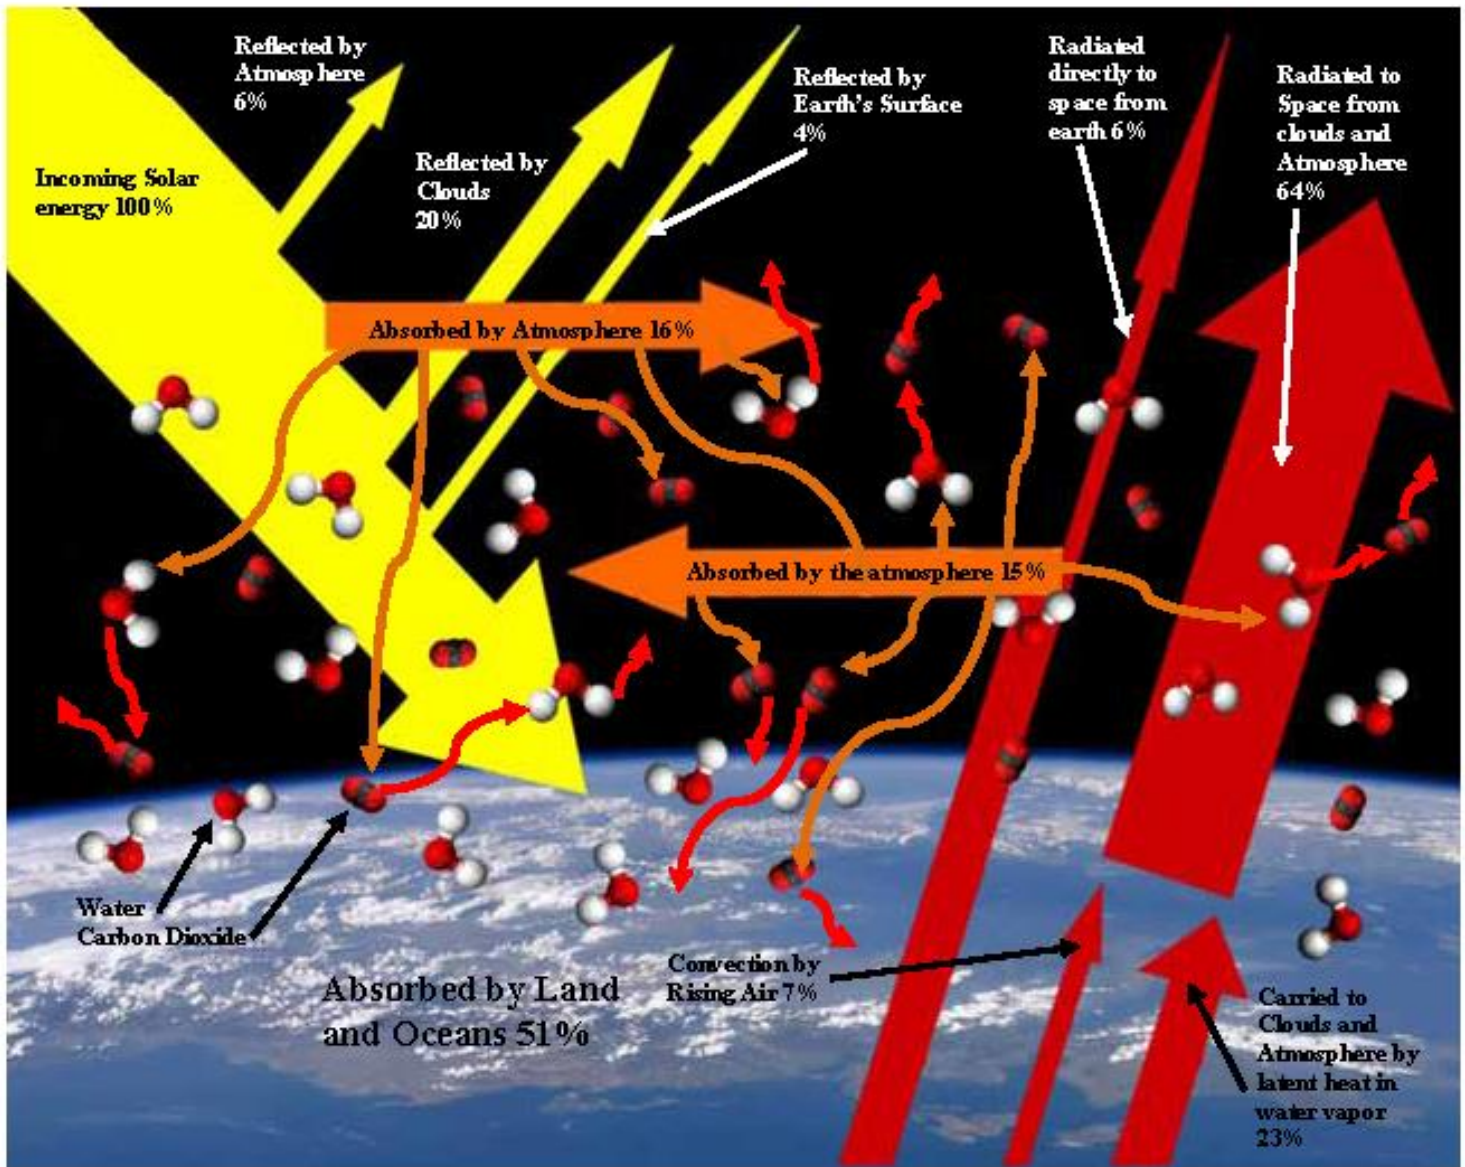 Reflected by
Atmosphere
6%
Incoming Solar
energy 100%
Reflected by
Clouds
20%
Reflected by
Earth's Surface
4%
Radiated
directly to
space from
earth 6%
Radiated to
Space from
clouds and
Atmosphere
64%
Absorbed by Atmosphere 16%
Absorbed by the atmosphere 15%
Water
Carbon Dioxide
Absorbed by Land
and Oceans 51%
Convection by
Rising Air 7%
Carried to
Clouds and
Atmosphere by
latent heat in
water vapor
23%